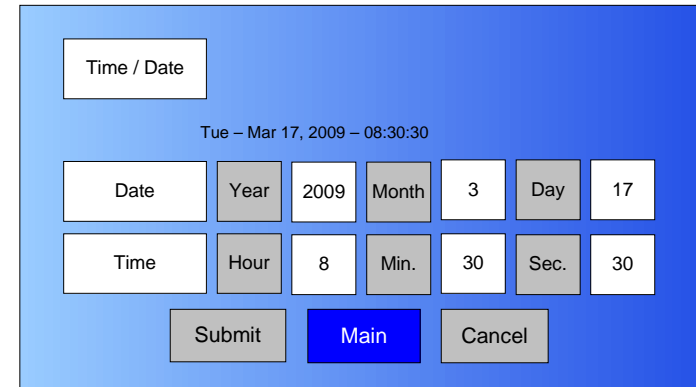 Time / Date
Tue – Mar 17, 2009 – 08:30:30
Date Year 2009 Month 3 Day 17
Time Hour 8 Min. 30 Sec. 30
Submit Main Cancel